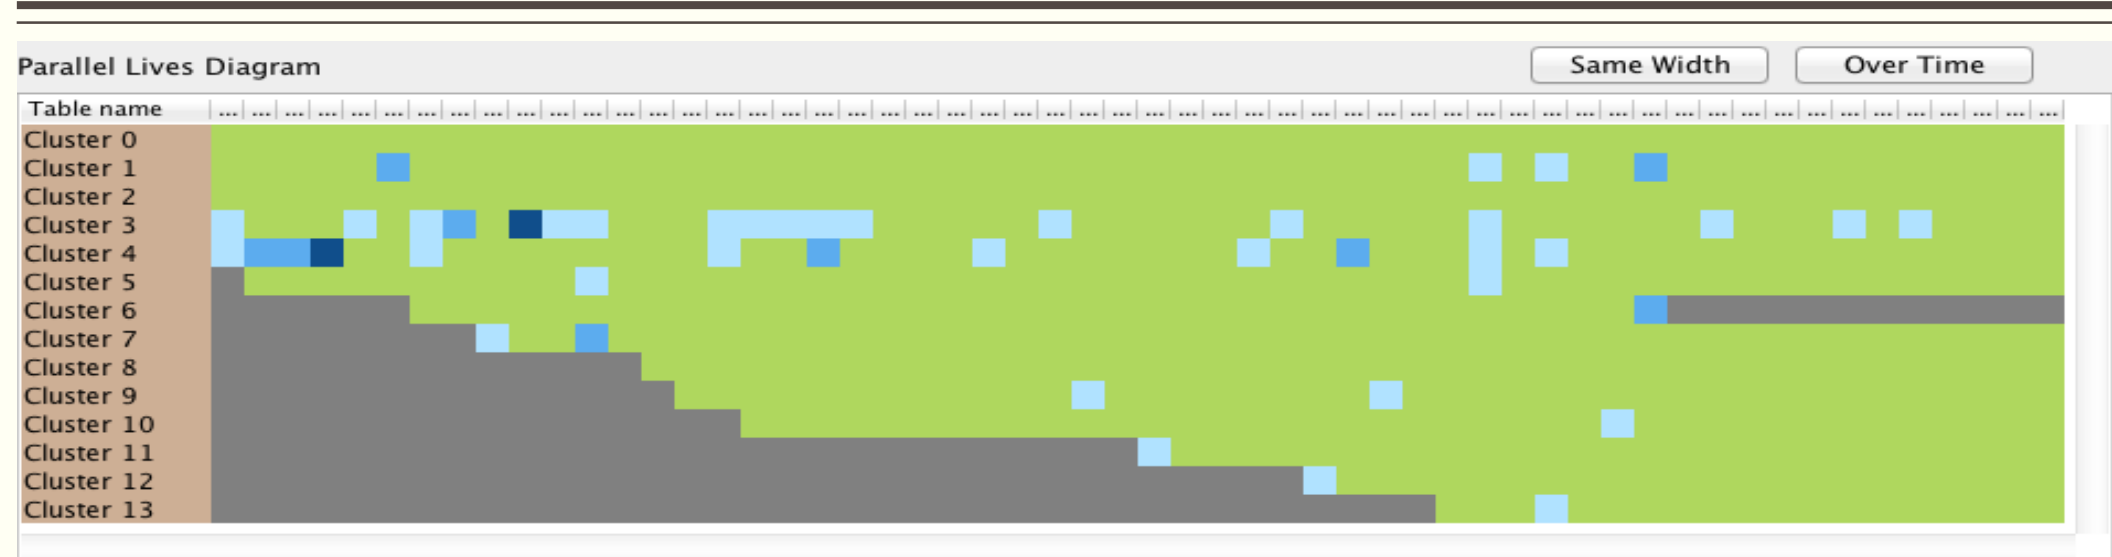 Parallel Lives Diagram Same Width Over Time
Table name ... ... ... ... ... ... ... ... ... ... ... ... ... ... ... ... ... ... ... ... ... ... ... ... ... ... ... ... ... ... ... ... ... ... ... ... ... ... ... ... ... ... ... ... ... ... ... ... ... ... ... ... ... ... ... ...
Cluster 0
Cluster 1
Cluster 2
Cluster 3
Cluster 4
Cluster 5
Cluster 6
Cluster 7
Cluster 8
Cluster 9
Cluster 10
Cluster 11
Cluster 12
Cluster 13